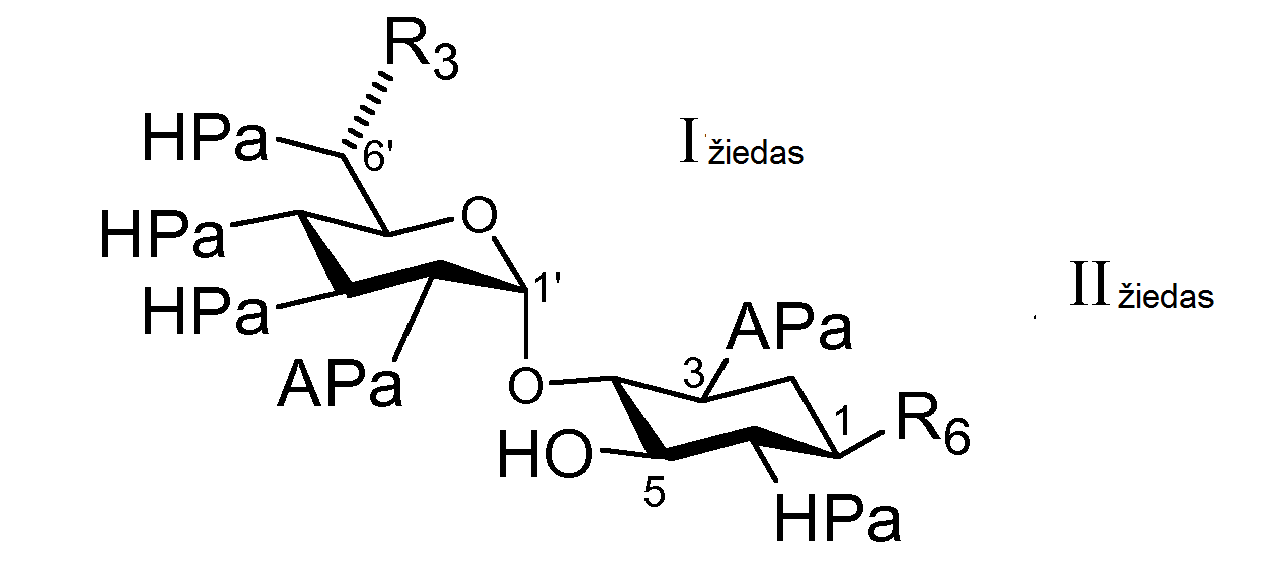 R3
HPa
6'
I žiedas
HPa
O
HPa
1'
II žiedas
APa
APa
3
O
1
R6
HO
5
HPa